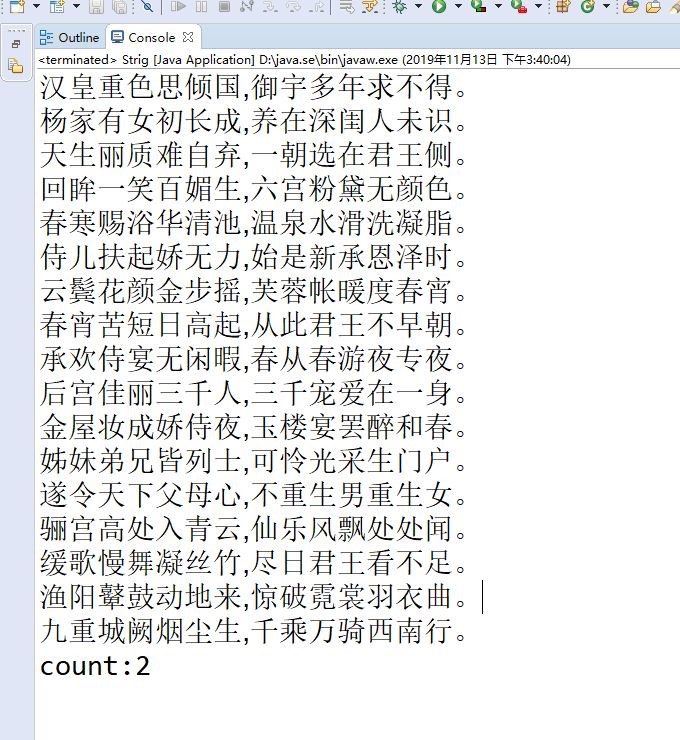 Outline Console
<terminated> Strig [Java Application] D:\java.se\bin\javaw.exe (2019年11月13日 下午3:40:04)
汉皇重色思倾国,御宇多年求不得。
杨家有女初长成,养在深闺人未识。
天生丽质难自弃,一朝选在君王侧。
回眸一笑百媚生,六宫粉黛无颜色。
春寒赐浴华清池,温泉水滑洗凝脂。
侍儿扶起娇无力,始是新承恩泽时。
云鬓花颜金步摇,芙蓉帐暖度春宵。
春宵苦短日高起,从此君王不早朝。
承欢侍宴无闲暇,春从春游夜专夜。
后宫佳丽三千人,三千宠爱在一身。
金屋妆成娇侍夜,玉楼宴罢醉和春。
姊妹弟兄皆列士,可怜光采生门户。
遂令天下父母心,不重生男重生女。
骊宫高处入青云,仙乐风飘处处闻。
缓歌慢舞凝丝竹,尽日君王看不足。
渔阳鼙鼓动地来,惊破霓裳羽衣曲。
九重城阙烟尘生,千乘万骑西南行。
count:2